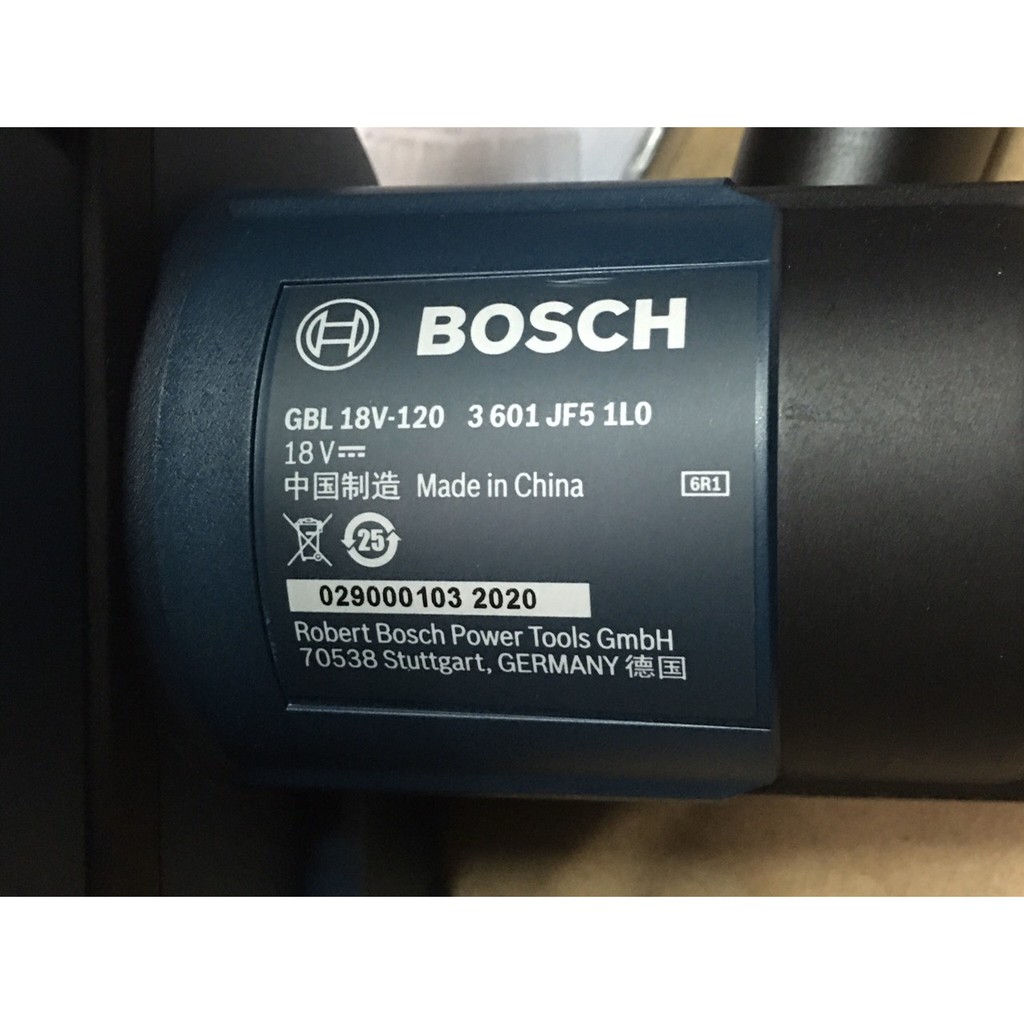 BOSCH
GBL 18V-120 3 601 JF5 1L0
18 V⎓
中国制造 Made in China 6R1
25
029000103 2020
Robert Bosch Power Tools GmbH
70538 Stuttgart, GERMANY 德国